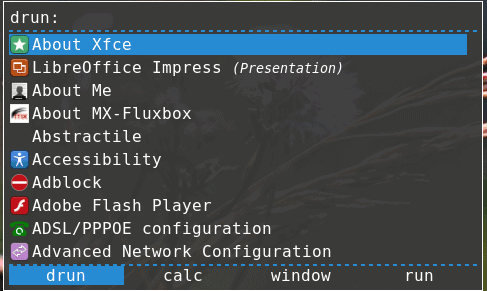 drun:
About Xfce
LibreOffice Impress (Presentation)
About Me
About MX-Fluxbox
Abstractile
Accessibility
Adblock
Adobe Flash Player
ADSL/PPPOE configuration
Advanced Network Configuration
drun calc window run